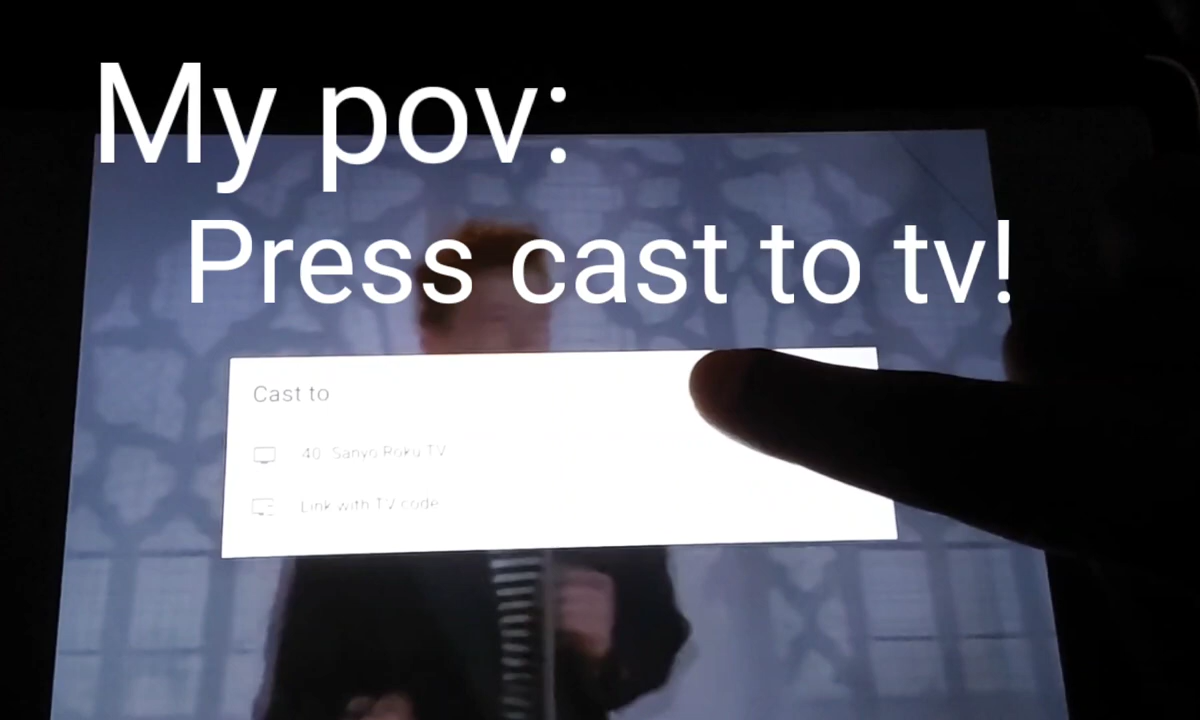 My pov:
Press cast to tv!
Cast to
40 Sanyo Roku TV
Link with TV code